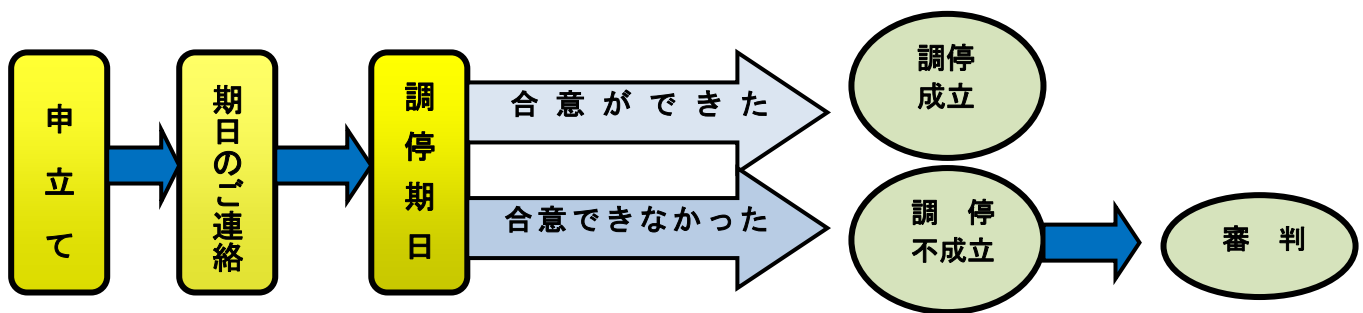 申立て
期日のご連絡
調停期日
合意ができた
調停
成立
合意できなかった
調　停
不成立
審　判